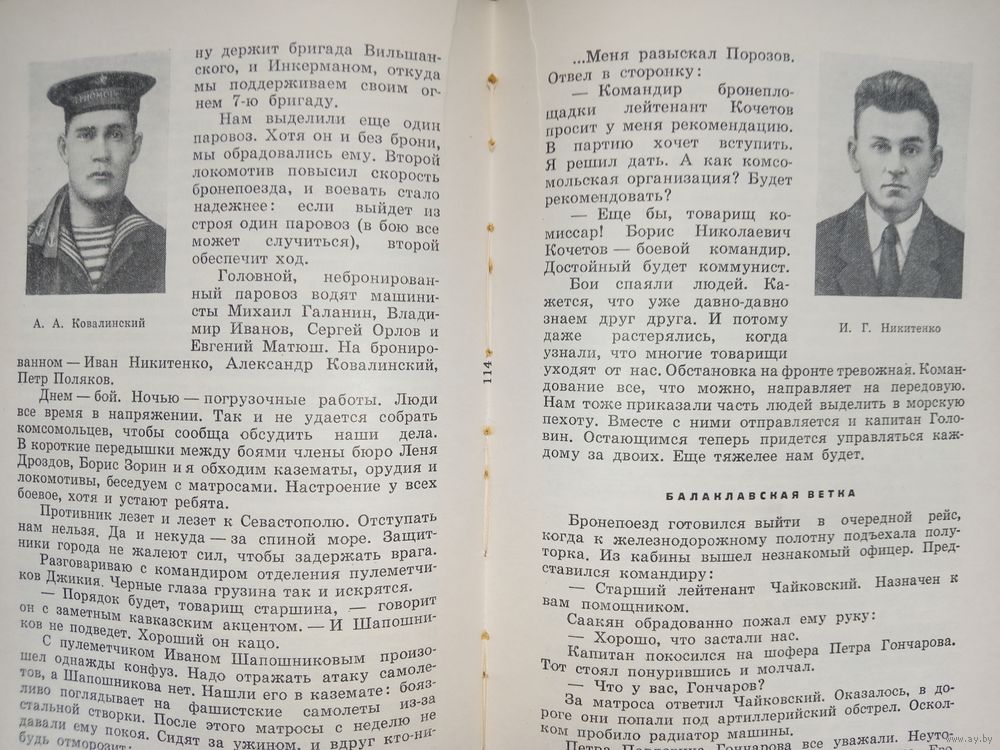 ну держит бригада Вильшан-
ского, и Инкерманом, откуда
мы поддерживаем своим ог-
нем 7-ю бригаду.
Нам выделили еще один
паровоз. Хотя он и без брони,
мы обрадовались ему. Второй
локомотив повысил скорость
бронепоезда, и воевать стало
надежнее: если выйдет из
строя один паровоз (в бою все
может случиться), второй
обеспечит ход.
Головной, небронирован-
ный паровоз водят машини-
сты Михаил Галанин, Влади-
мир Иванов, Сергей Орлов и
Евгений Матюш. На брониро-
А. А. Ковалинский
ванном — Иван Никитенко, Александр Ковалинский,
Петр Поляков.
Днем — бой. Ночью — погрузочные работы. Люди
все время в напряжении. Так и не удается собрать
комсомольцев, чтобы сообща обсудить наши дела.
В короткие передышки между боями члены бюро Леня
Дроздов, Борис Зорин и я обходим казематы, орудия и
локомотивы, беседуем с матросами. Настроение у всех
боевое, хотя и устают ребята.
Противник лезет и лезет к Севастополю. Отступать
нам нельзя. Да и некуда — за спиной море. Защит-
ники города не жалеют сил, чтобы задержать врага.
Разговариваю с командиром отделения пулеметчи-
ков Джикия. Черные глаза грузина так и искрятся.
— Порядок будет, товарищ старшина, — говорит
он с заметным кавказским акцентом. — И Шапошни-
ков не подведет. Хороший он кацо.
С пулеметчиком Иваном Шапошниковым произо-
шел однажды конфуз. Надо отражать атаку самоле-
тов, а Шапошникова нет. Нашли его в каземате: бояз-
ливо поглядывает на фашистские самолеты из-за
стальной створки. После этого матросы с неделю не
давали ему покоя. Сидят за ужином, и вдруг кто-ни-
будь отморозит:
114
...Меня разыскал Порозов.
Отвел в сторонку:
— Командир бронепло-
щадки лейтенант Кочетов
просит у меня рекомендацию.
В партию хочет вступить.
Я решил дать. А как комсо-
мольская организация? Будет
рекомендовать?
— Еще бы, товарищ ко-
миссар! Борис Николаевич
Кочетов — боевой командир.
Достойный будет коммунист.
Бои спаяли людей. Ка-
жется, что уже давно-давно
знаем друг друга. И потому
даже растерялись, когда
узнали, что многие товарищи
И. Г. Никитенко
уходят от нас. Обстановка на фронте тревожная. Коман-
дование все, что можно, направляет на передовую.
Нам тоже приказали часть людей выделить в морскую
пехоту. Вместе с ними отправляется и капитан Голо-
вин. Остающимся теперь придется управляться каж-
дому за двоих. Еще тяжелее нам будет.
БАЛАКЛАВСКАЯ ВЕТКА
Бронепоезд готовился выйти в очередной рейс,
когда к железнодорожному полотну подъехала полу-
торка. Из кабины вышел незнакомый офицер. Пред-
ставился командиру:
— Старший лейтенант Чайковский. Назначен к
вам помощником.
Саакян обрадованно пожал ему руку:
— Хорошо, что застали нас.
Капитан покосился на шофера Петра Гончарова.
Тот стоял понурившись и молчал.
— Что у вас, Гончаров?
За матроса ответил Чайковский. Оказалось, в до-
роге они попали под артиллерийский обстрел. Оскол-
ком пробило радиатор машины.
Петра Павловича Гончарова все уважали. Неуто-
www.ay.by